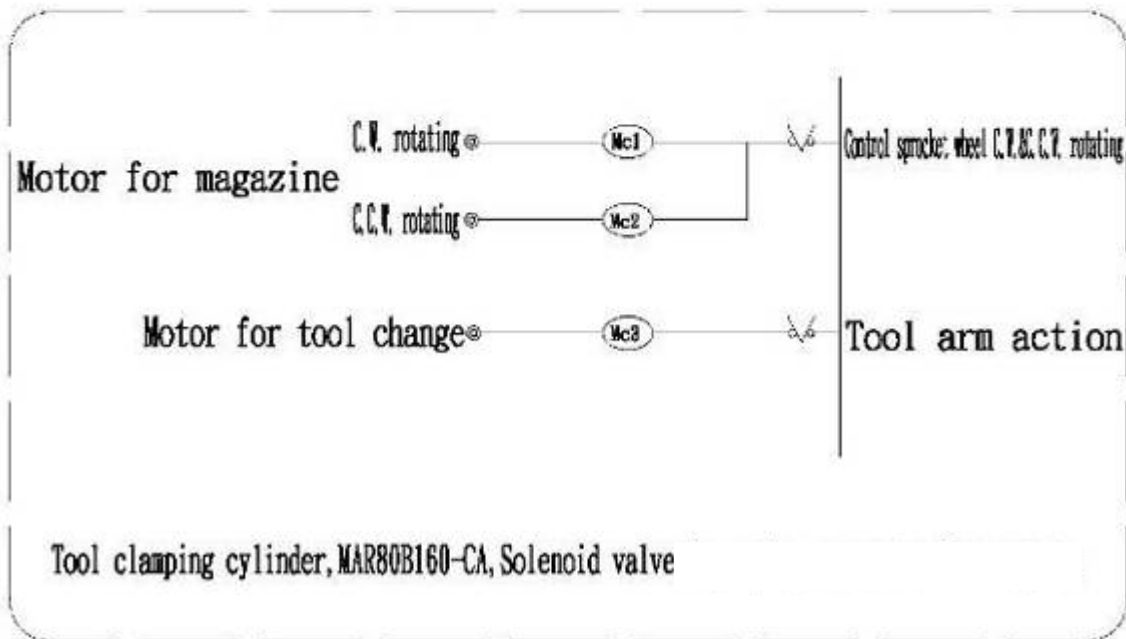 C.W. rotating Mc1 Control sprocket wheel C.W.&C.C.W. rotating
Motor for magazine
C.C.W. rotating Mc2
Motor for tool change Mc3 Tool arm action
Tool clamping cylinder, MAR80B160-CA, Solenoid valve